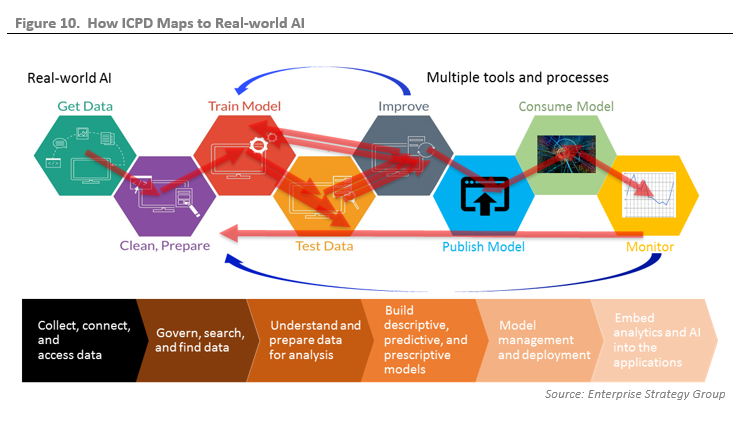 Figure 10.  How ICPD Maps to Real-world AI
Real-world AI
Multiple tools and processes
Get Data
Train Model
Improve
Consume Model
Clean, Prepare
Test Data
Publish Model
Monitor
Collect, connect,
and
access data
Govern, search,
and find data
Understand and
prepare data
for analysis
Build
descriptive,
predictive, and
prescriptive
models
Model
management
and deployment
Embed
analytics and AI
into the
applications
Source: Enterprise Strategy Group